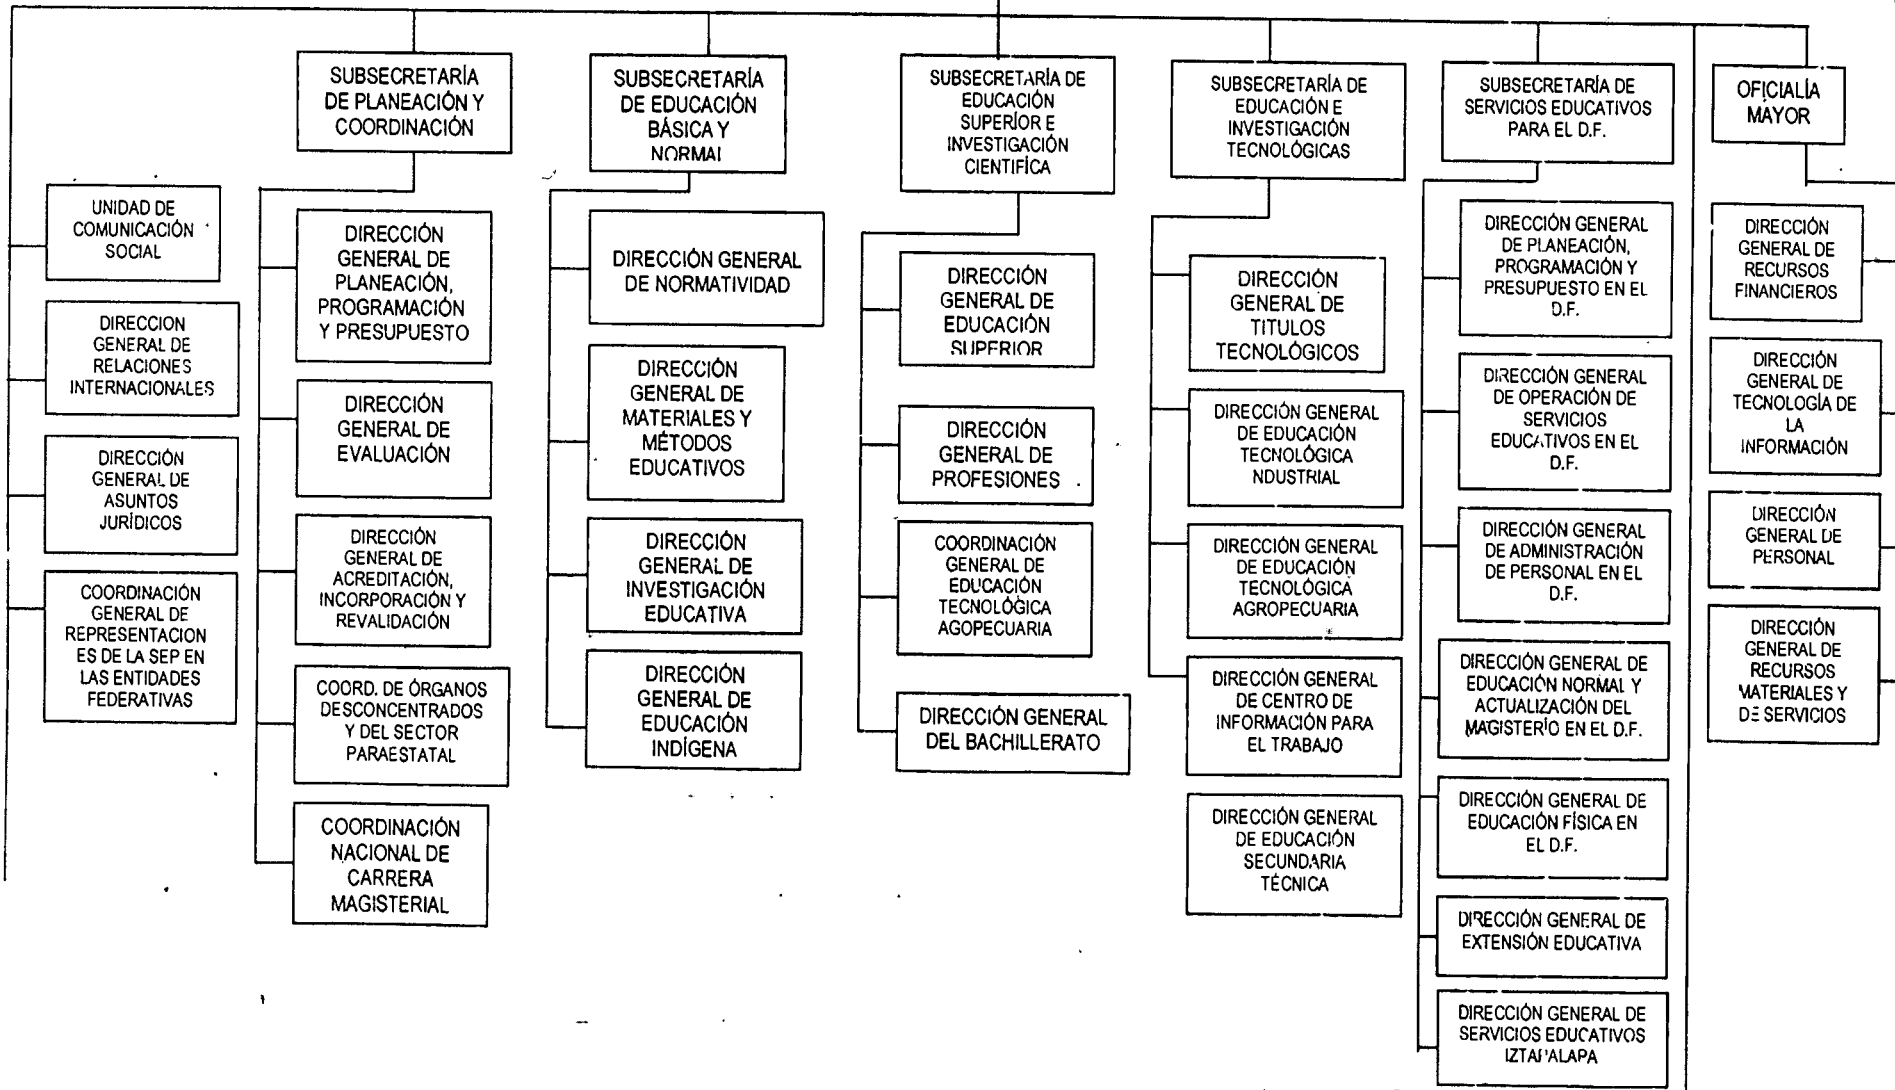 SUBSECRETARÍA
DE PLANEACIÓN Y
COORDINACIÓN
SUBSECRETARÍA
DE EDUCACIÓN
BÁSICA Y
NORMAL
SUBSECRETARÍA DE
EDUCACIÓN
SUPERÍOR E
INVESTIGACIÓN
CIENTIFÍCA
SUBSECRETARÍA DE
EDUCACIÓN E
INVESTIGACIÓN
TECNOLÓGICAS
SUBSECRETARÍA DE
SERVICIOS EDUCATIVOS
PARA EL D.F.
OFICIALÍA
MAYOR
UNIDAD DE
COMUNICACIÓN
SOCIAL
DIRECCION
GENERAL DE
RELACIONES
INTERNACIONALES
DIRECCIÓN
GENERAL DE
ASUNTOS
JURÍDICOS
COORDINACIÓN
GENERAL DE
REPRESENTACION
ES DE LA SEP EN
LAS ENTIDADES
FEDERATIVAS
DIRECCIÓN
GENERAL DE
PLANEACIÓN,
PROGRAMACIÓN
Y PRESUPUESTO
DIRECCIÓN
GENERAL DE
EVALUACIÓN
DIRECCIÓN
GENERAL DE
ACREDITACIÓN,
INCORPORACIÓN Y
REVALIDACIÓN
COORD. DE ÓRGANOS
DESCONCENTRADOS
Y DEL SECTOR
PARAESTATAL
COORDINACIÓN
NACIONAL DE
CARRERA
MAGISTERIAL
DIRECCIÓN GENERAL
DE NORMATIVIDAD
DIRECCIÓN
GENERAL DE
MATERIALES Y
MÉTODOS
EDUCATIVOS
DIRECCIÓN
GENERAL DE
INVESTIGACIÓN
EDUCATIVA
DIRECCIÓN
GENERAL DE
EDUCACIÓN
INDÍGENA
DIRECCIÓN
GENERAL DE
EDUCACIÓN
SUPERIOR
DIRECCIÓN
GENERAL DE
PROFESIONES
COORDINACIÓN
GENERAL DE
EDUCACIÓN
TECNOLÓGICA
AGOPECUARIA
DIRECCIÓN GENERAL
DEL BACHILLERATO
DIRECCIÓN
GENERAL DE
TITULOS
TECNOLÓGICOS
DIRECCIÓN GENERAL
DE EDUCACIÓN
TECNOLÓGICA
NDUSTRIAL
DIRECCIÓN GENERAL
DE EDUCACIÓN
TECNOLÓGICA
AGROPECUARIA
DIRECCIÓN GENERAL
DE CENTRO DE
INFORMACIÓN PARA
EL TRABAJO
DIRECCIÓN GENERAL
DE EDUCACIÓN
SECUNDARIA
TÉCNICA
DIRECCIÓN GENERAL
DE PLANEACIÓN,
PROGRAMACIÓN Y
PRESUPUESTO EN EL
D.F.
DIRECCIÓN GENERAL
DE OPERACIÓN DE
SERVICIOS
EDUCATIVOS EN EL
D.F.
DIRECCIÓN GENERAL
DE ADMINISTRACIÓN
DE PERSONAL EN EL
D.F.
DIRECCIÓN GENERAL DE
EDUCACIÓN NORMAL Y
ACTUALIZACIÓN DEL
MAGISTERIO EN EL D.F.
DIRECCIÓN GENERAL DE
EDUCACIÓN FÍSICA EN
EL D.F.
DIRECCIÓN GENERAL DE
EXTENSIÓN EDUCATIVA
DIRECCIÓN GENERAL DE
SERVICIOS EDUCATIVOS
IZTAPALAPA
DIRECCIÓN
GENERAL DE
RECURSOS
FINANCIEROS
DIRECCIÓN
GENERAL DE
TECNOLOGÍA DE
LA
INFORMACIÓN
DIRECCIÓN
GENERAL DE
PERSONAL
DIRECCIÓN
GENERAL DE
RECURSOS
MATERIALES Y
DE SERVICIOS